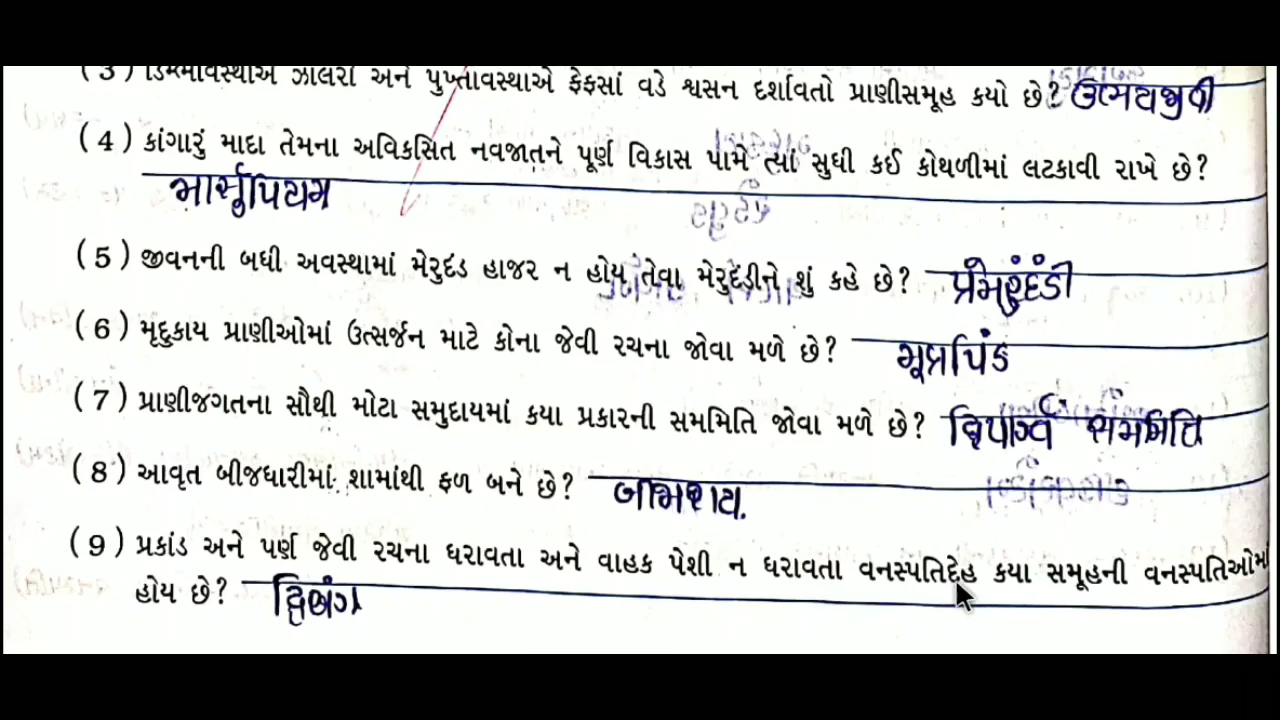 (3) ડિમ્ભાવસ્થાએ ઝાલરો અને પુખ્તાવસ્થાએ ફેફસાં વડે શ્વસન દર્શાવતો પ્રાણીસમૂહ કયો છે? ઉભયજીવી
(4) કાંગારું માદા તેમના અવિકસિત નવજાતને પૂર્ણ વિકાસ પામે ત્યાં સુધી કઈ કોથળીમાં લટકાવી રાખે છે?
માર્સુપિયમ
(5) જીવનની બધી અવસ્થામાં મેરુદંડ હાજર ન હોય તેવા મેરુદંડીને શું કહે છે? પ્રમેરુદંડી
(6) મૃદુકાય પ્રાણીઓમાં ઉત્સર્જન માટે કોના જેવી રચના જોવા મળે છે? મૂત્રપિંડ
(7) પ્રાણીજગતના સૌથી મોટા સમુદાયમાં કયા પ્રકારની સમમિતિ જોવા મળે છે? દ્વિપાર્શ્વ સંમમિતિ
(8) આવૃત બીજધારીમાં શામાંથી ફળ બને છે? બીજાશય.
(9) પ્રકાંડ અને પર્ણ જેવી રચના ધરાવતા અને વાહક પેશી ન ધરાવતા વનસ્પતિદેહ કયા સમૂહની વનસ્પતિઓમાં
હોય છે? દ્વિઅંગી